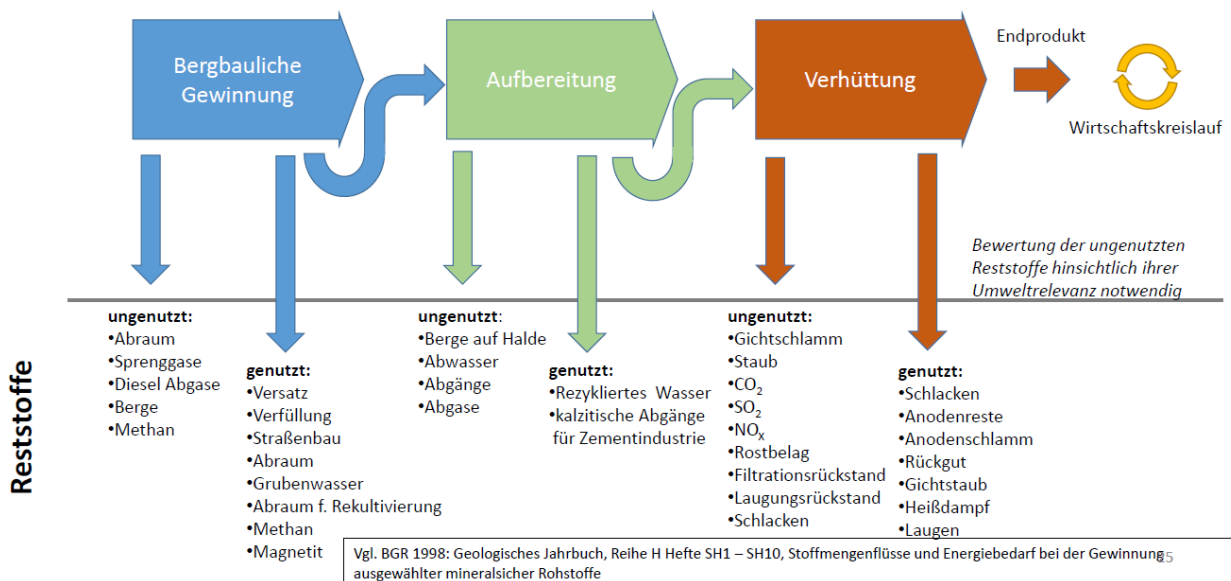 Bergbauliche
Gewinnung
Aufbereitung
Verhüttung
Endprodukt
Wirtschaftskreislauf
Bewertung der ungenutzten
Reststoffe hinsichtlich ihrer
Umweltrelevanz notwendig
Reststoffe
ungenutzt:
•Abraum
•Sprenggase
•Diesel Abgase
•Berge
•Methan
genutzt:
•Versatz
•Verfüllung
•Straßenbau
•Abraum
•Grubenwasser
•Abraum f. Rekultivierung
•Methan
•Magnetit
ungenutzt:
•Berge auf Halde
•Abwasser
•Abgänge
•Abgase
genutzt:
•Rezykliertes Wasser
•kalzitische Abgänge
für Zementindustrie
ungenutzt:
•Gichtschlamm
•Staub
•CO₂
•SO₂
•NOₓ
•Rostbelag
•Filtrationsrückstand
•Laugungsrückstand
•Schlacken
genutzt:
•Schlacken
•Anodenreste
•Anodenschlamm
•Rückgut
•Gichtstaub
•Heißdampf
•Laugen
Vgl. BGR 1998: Geologisches Jahrbuch, Reihe H Hefte SH1 – SH10, Stoffmengenflüsse und Energiebedarf bei der Gewinnung
ausgewählter mineralsicher Rohstoffe